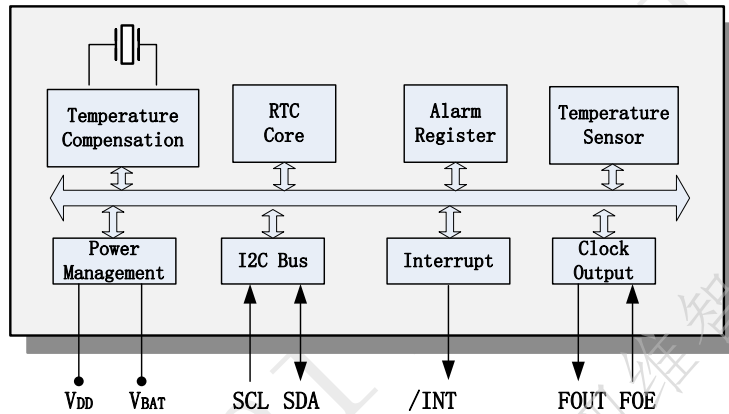 Temperature
Compensation
RTC
Core
Alarm
Register
Temperature
Sensor
Power
Management
I2C Bus
Interrupt
Clock
Output
VDD VBAT SCL SDA /INT FOUT FOE